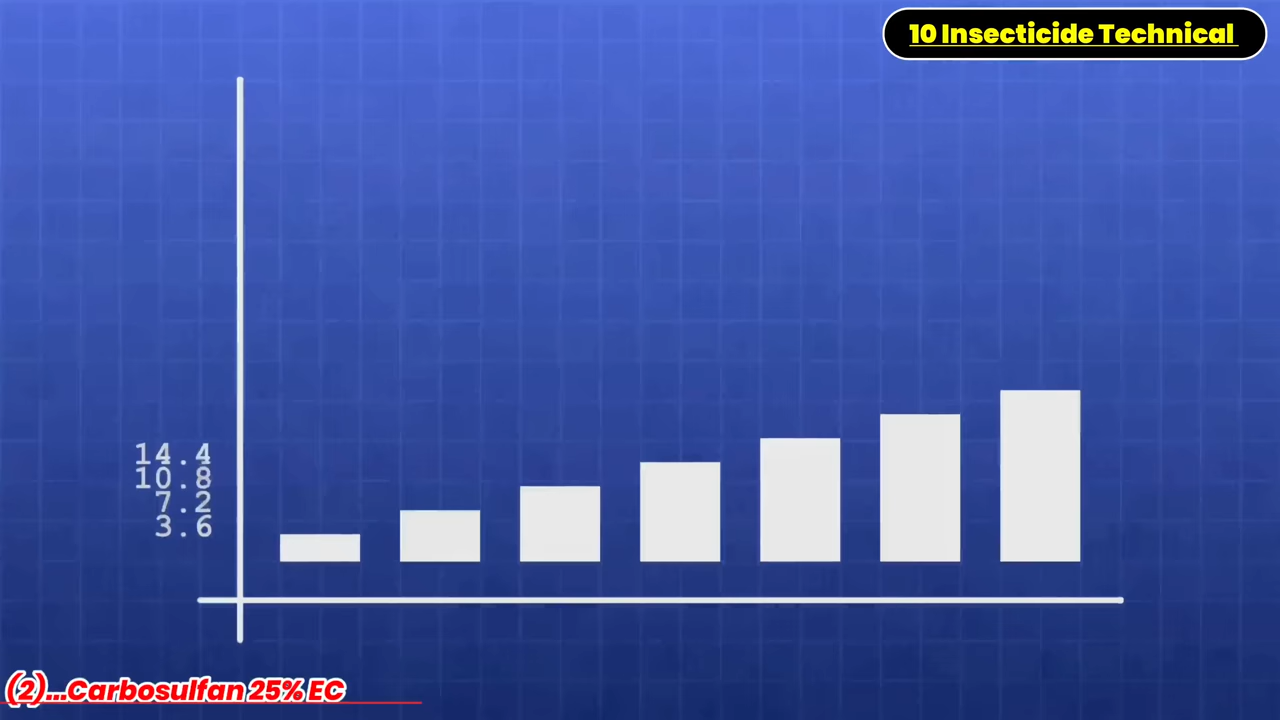 10 Insecticide Technical
14.4
10.8
7.2
3.6
(2)...Carbosulfan 25% EC